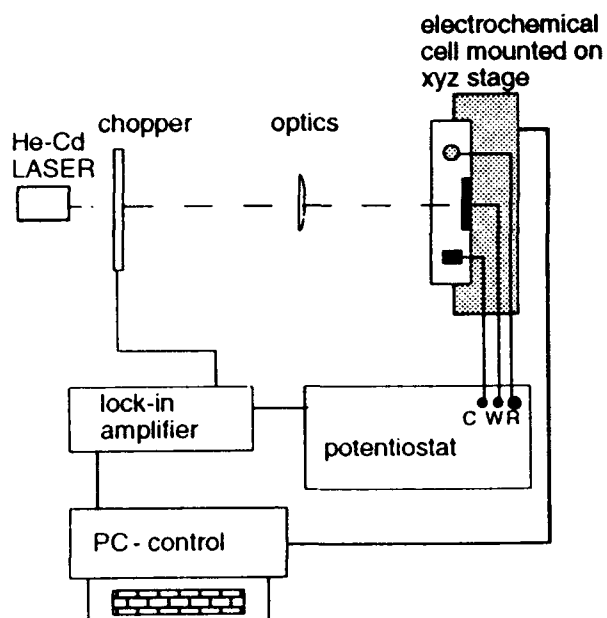 electrochemical
cell mounted on
xyz stage
chopper
optics
He-Cd
LASER
C W R
lock-in
amplifier
potentiostat
PC - control